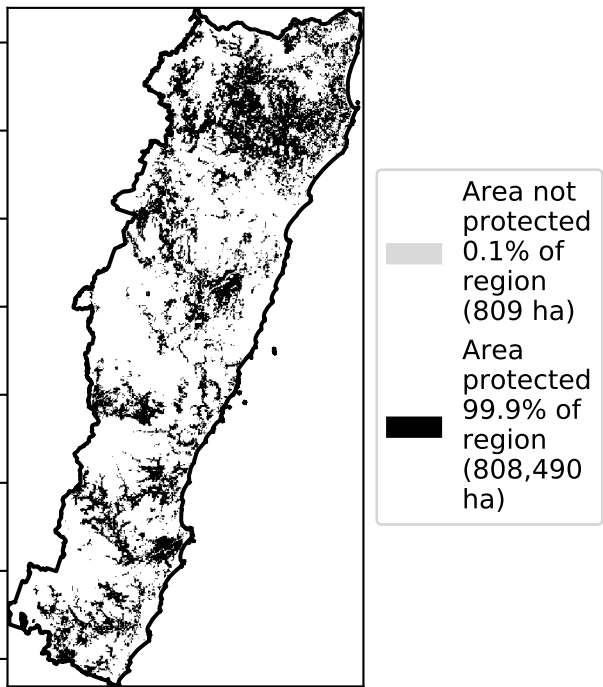 Area not
protected
0.1% of
region
(809 ha)
Area
protected
99.9% of
region
(808,490
ha)